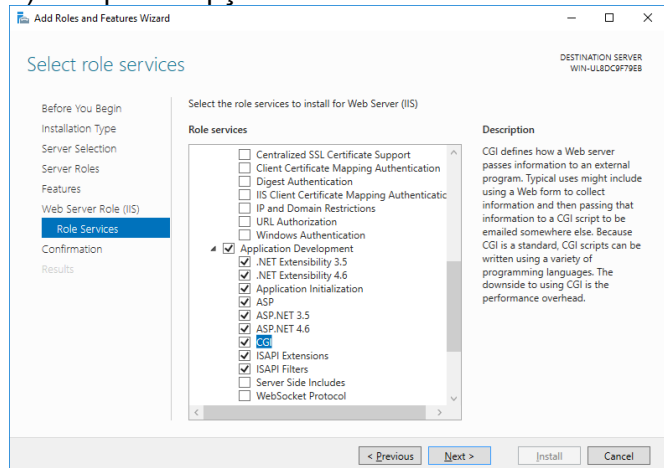 Add Roles and Features Wizard
Select role services
DESTINATION SERVER
WIN-UL8DC9F79EB
Before You Begin
Installation Type
Server Selection
Server Roles
Features
Web Server Role (IIS)
Role Services
Confirmation
Results
Select the role services to install for Web Server (IIS)
Role services
Centralized SSL Certificate Support
Client Certificate Mapping Authentication
Digest Authentication
IIS Client Certificate Mapping Authenticatic
IP and Domain Restrictions
URL Authorization
Windows Authentication
Application Development
.NET Extensibility 3.5
.NET Extensibility 4.6
Application Initialization
ASP
ASP.NET 3.5
ASP.NET 4.6
CGI
ISAPI Extensions
ISAPI Filters
Server Side Includes
WebSocket Protocol
Description
CGI defines how a Web server
passes information to an external
program. Typical uses might include
using a Web form to collect
information and then passing that
information to a CGI script to be
emailed somewhere else. Because
CGI is a standard, CGI scripts can be
written using a variety of
programming languages. The
downside to using CGI is the
performance overhead.
< Previous
Next >
Install
Cancel